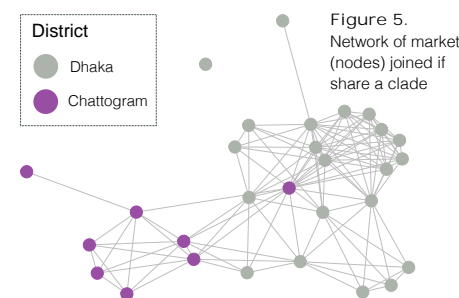 District
Dhaka
Chattogram
Figure 5.
Network of market
(nodes) joined if
share a clade